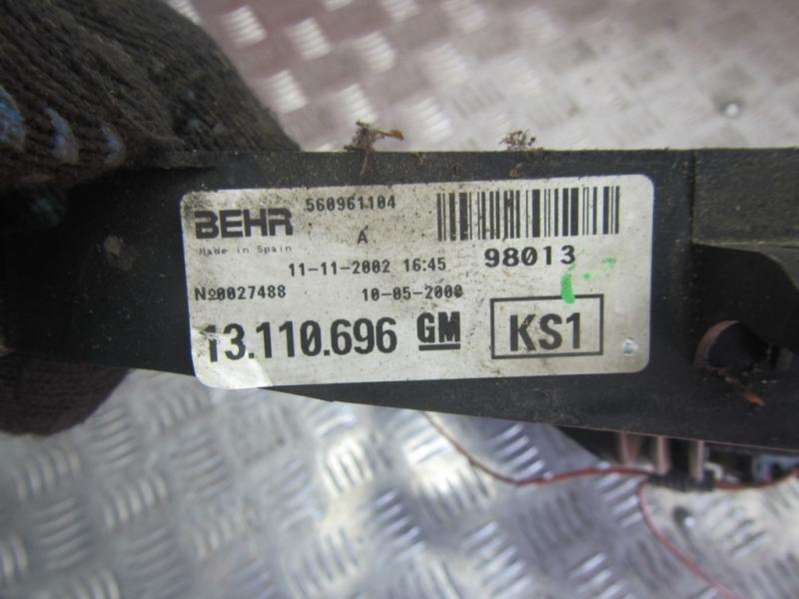 BEHR 560961104
Made in Spain A
11-11-2002 16:45 98013
№0027488 10-05-2000
13.110.696 GM KS1